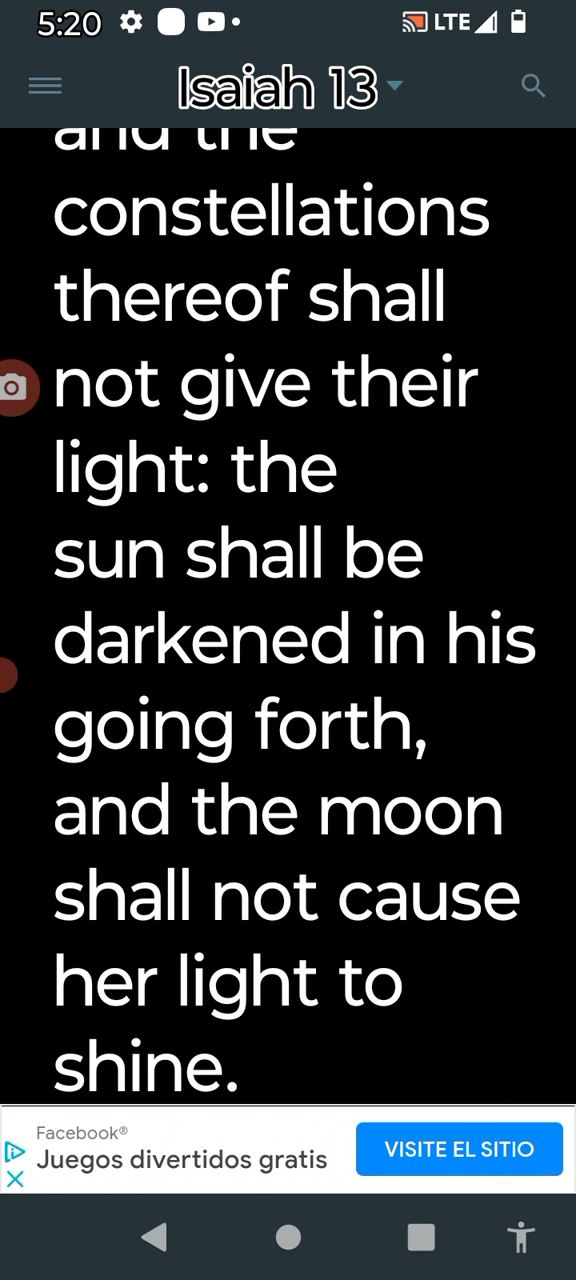 5:20
LTE
Isaiah 13
and the
constellations
thereof shall
not give their
light: the
sun shall be
darkened in his
going forth,
and the moon
shall not cause
her light to
shine.
Facebook®
Juegos divertidos gratis
VISITE EL SITIO